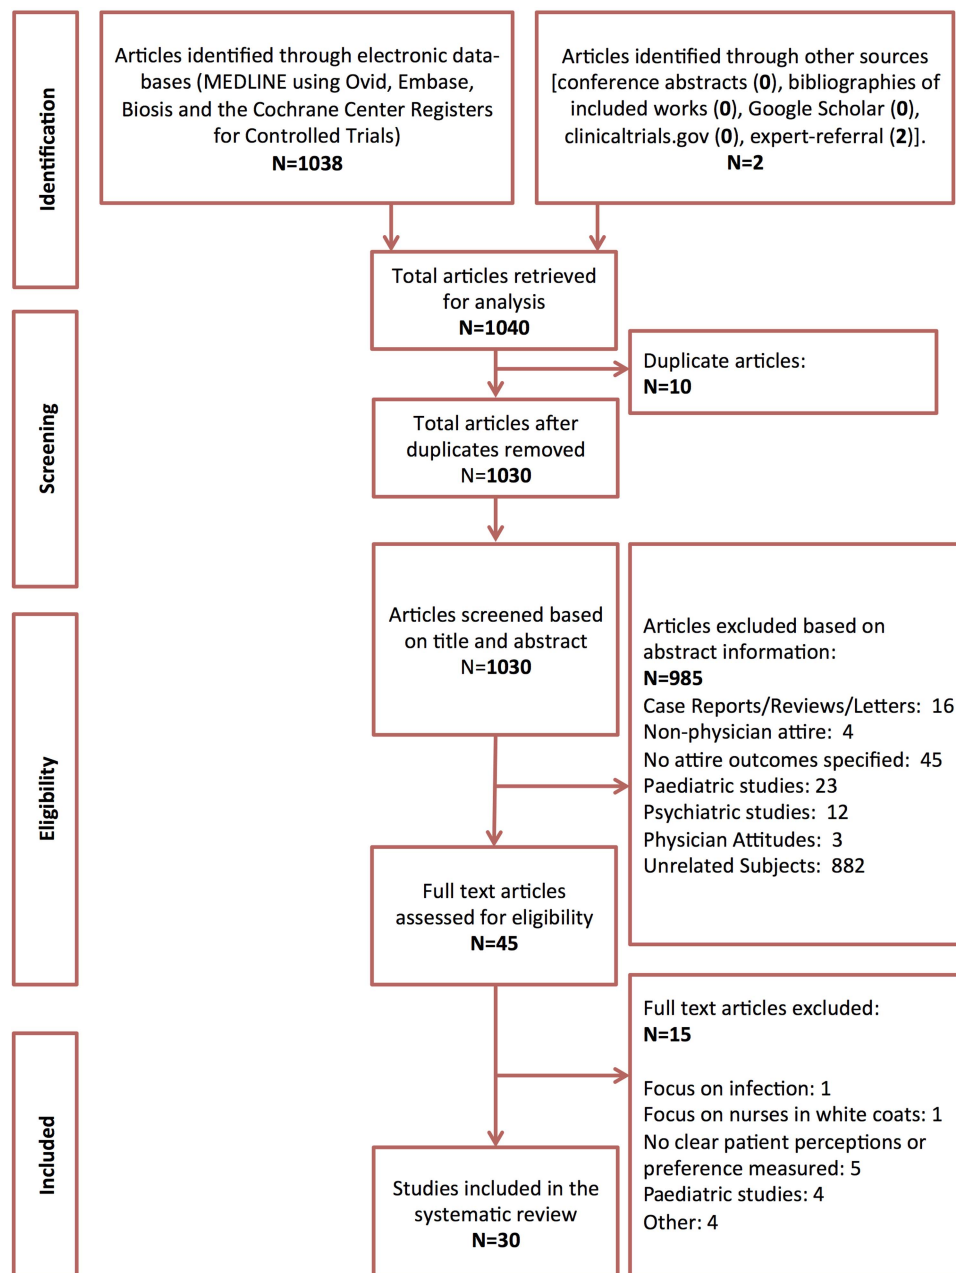 Identification
Articles identified through electronic data-
bases (MEDLINE using Ovid, Embase,
Biosis and the Cochrane Center Registers
for Controlled Trials)
N=1038
Articles identified through other sources
[conference abstracts (0), bibliographies of
included works (0), Google Scholar (0),
clinicaltrials.gov (0), expert-referral (2)].
N=2
Total articles retrieved
for analysis
N=1040
Screening
Duplicate articles:
N=10
Total articles after
duplicates removed
N=1030
Eligibility
Articles screened based
on title and abstract
N=1030
Articles excluded based on
abstract information:
N=985
Case Reports/Reviews/Letters: 16
Non-physician attire: 4
No attire outcomes specified: 45
Paediatric studies: 23
Psychiatric studies: 12
Physician Attitudes: 3
Unrelated Subjects: 882
Full text articles
assessed for eligibility
N=45
Included
Full text articles excluded:
N=15
Focus on infection: 1
Focus on nurses in white coats: 1
No clear patient perceptions or
preference measured: 5
Paediatric studies: 4
Other: 4
Studies included in the
systematic review
N=30